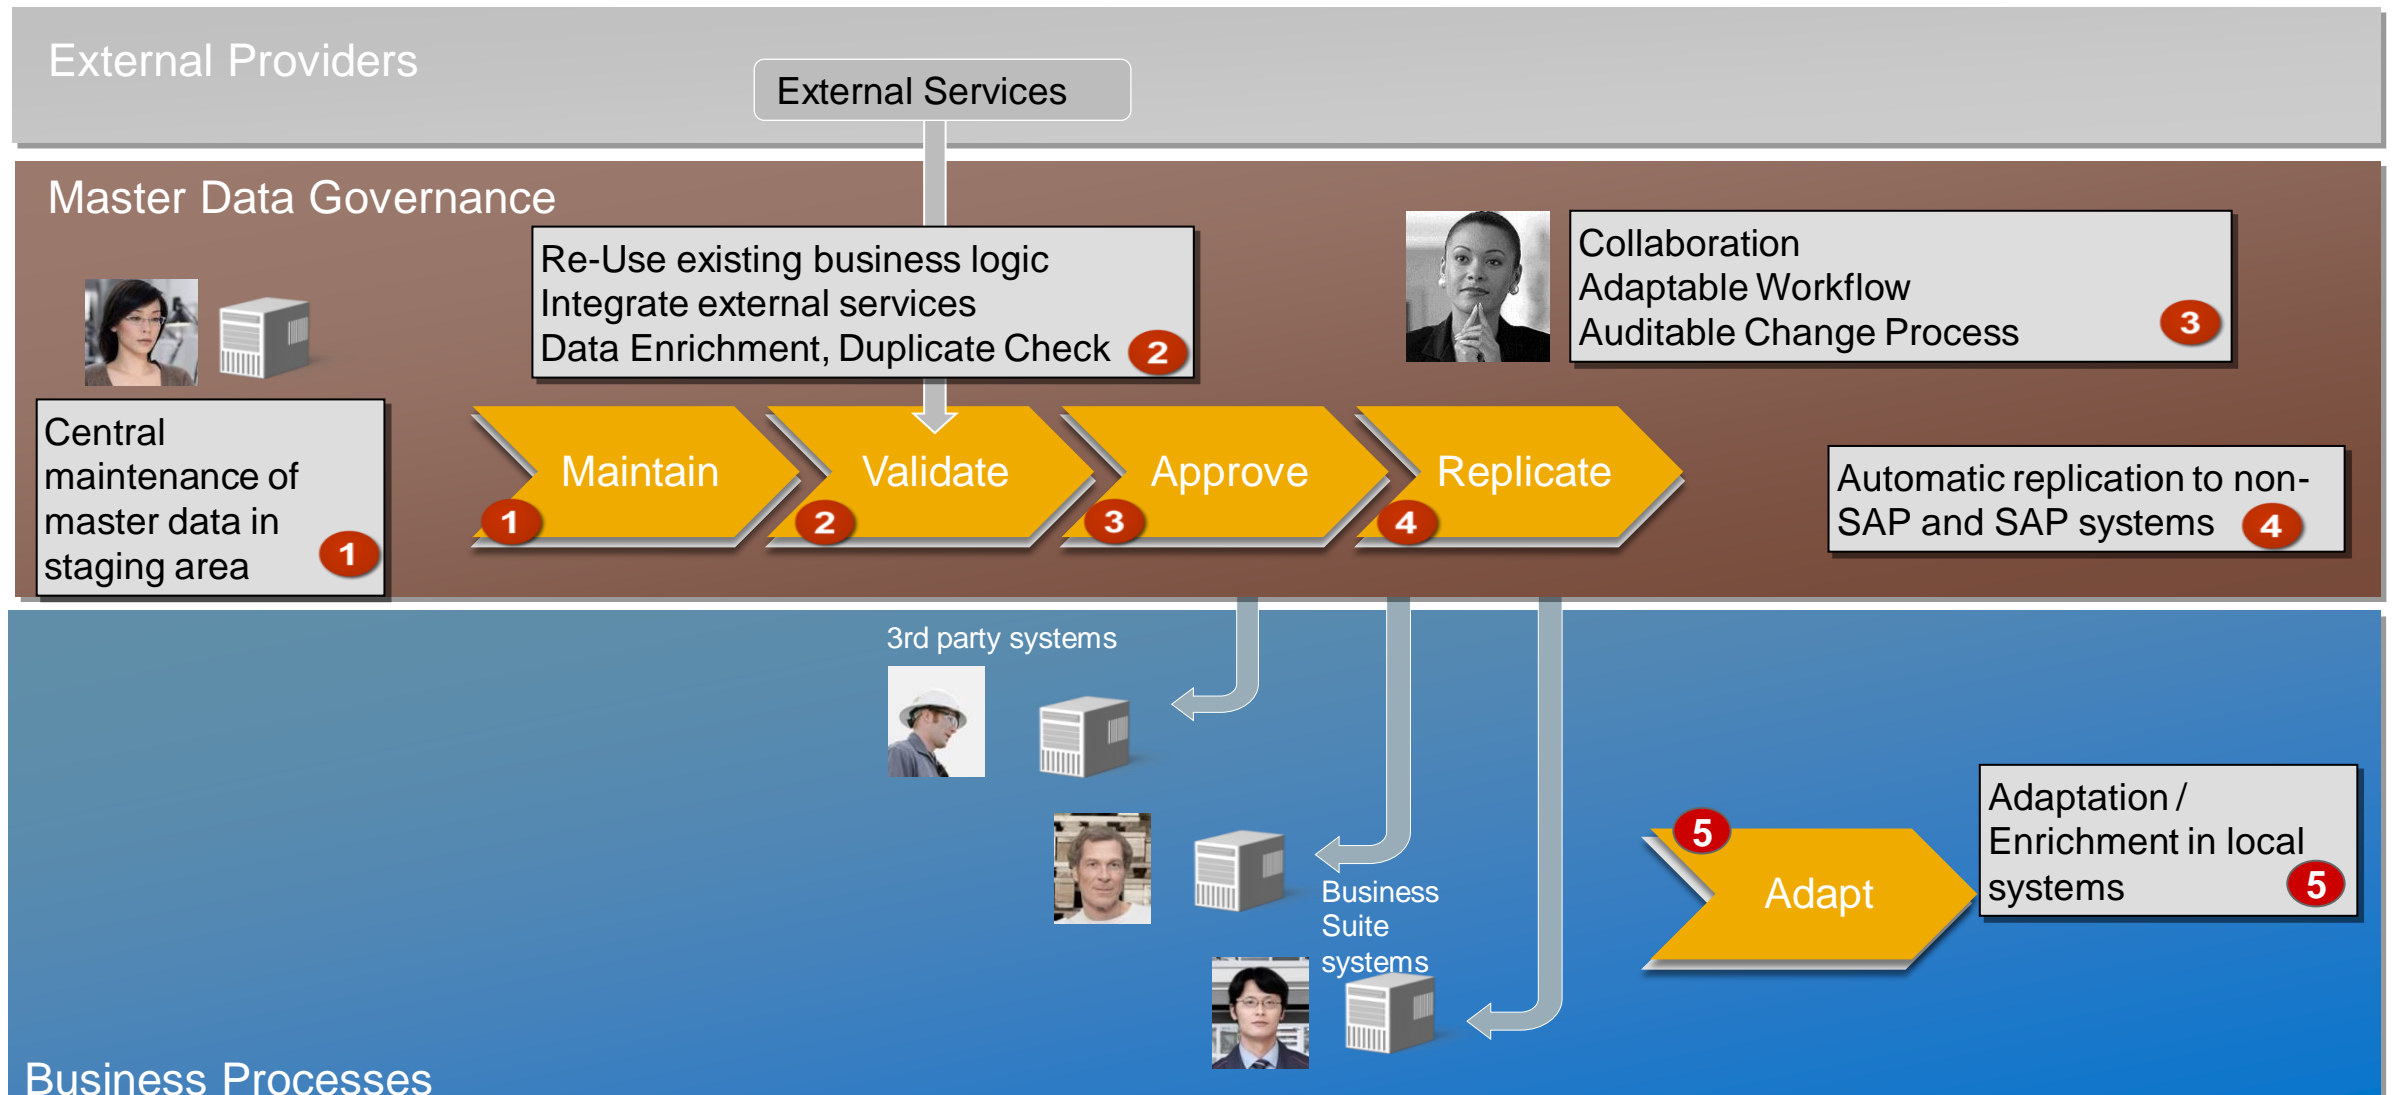 External Providers
External Services
Master Data Governance
Re-Use existing business logic
Integrate external services
Data Enrichment, Duplicate Check 2
Collaboration
Adaptable Workflow
Auditable Change Process 3
Central
maintenance of
master data in
staging area 1
Maintain
1
Validate
2
Approve
3
Replicate
4
Automatic replication to non-
SAP and SAP systems 4
3rd party systems
Business
Suite
systems
5
Adapt
Adaptation /
Enrichment in local
systems 5
Business Processes